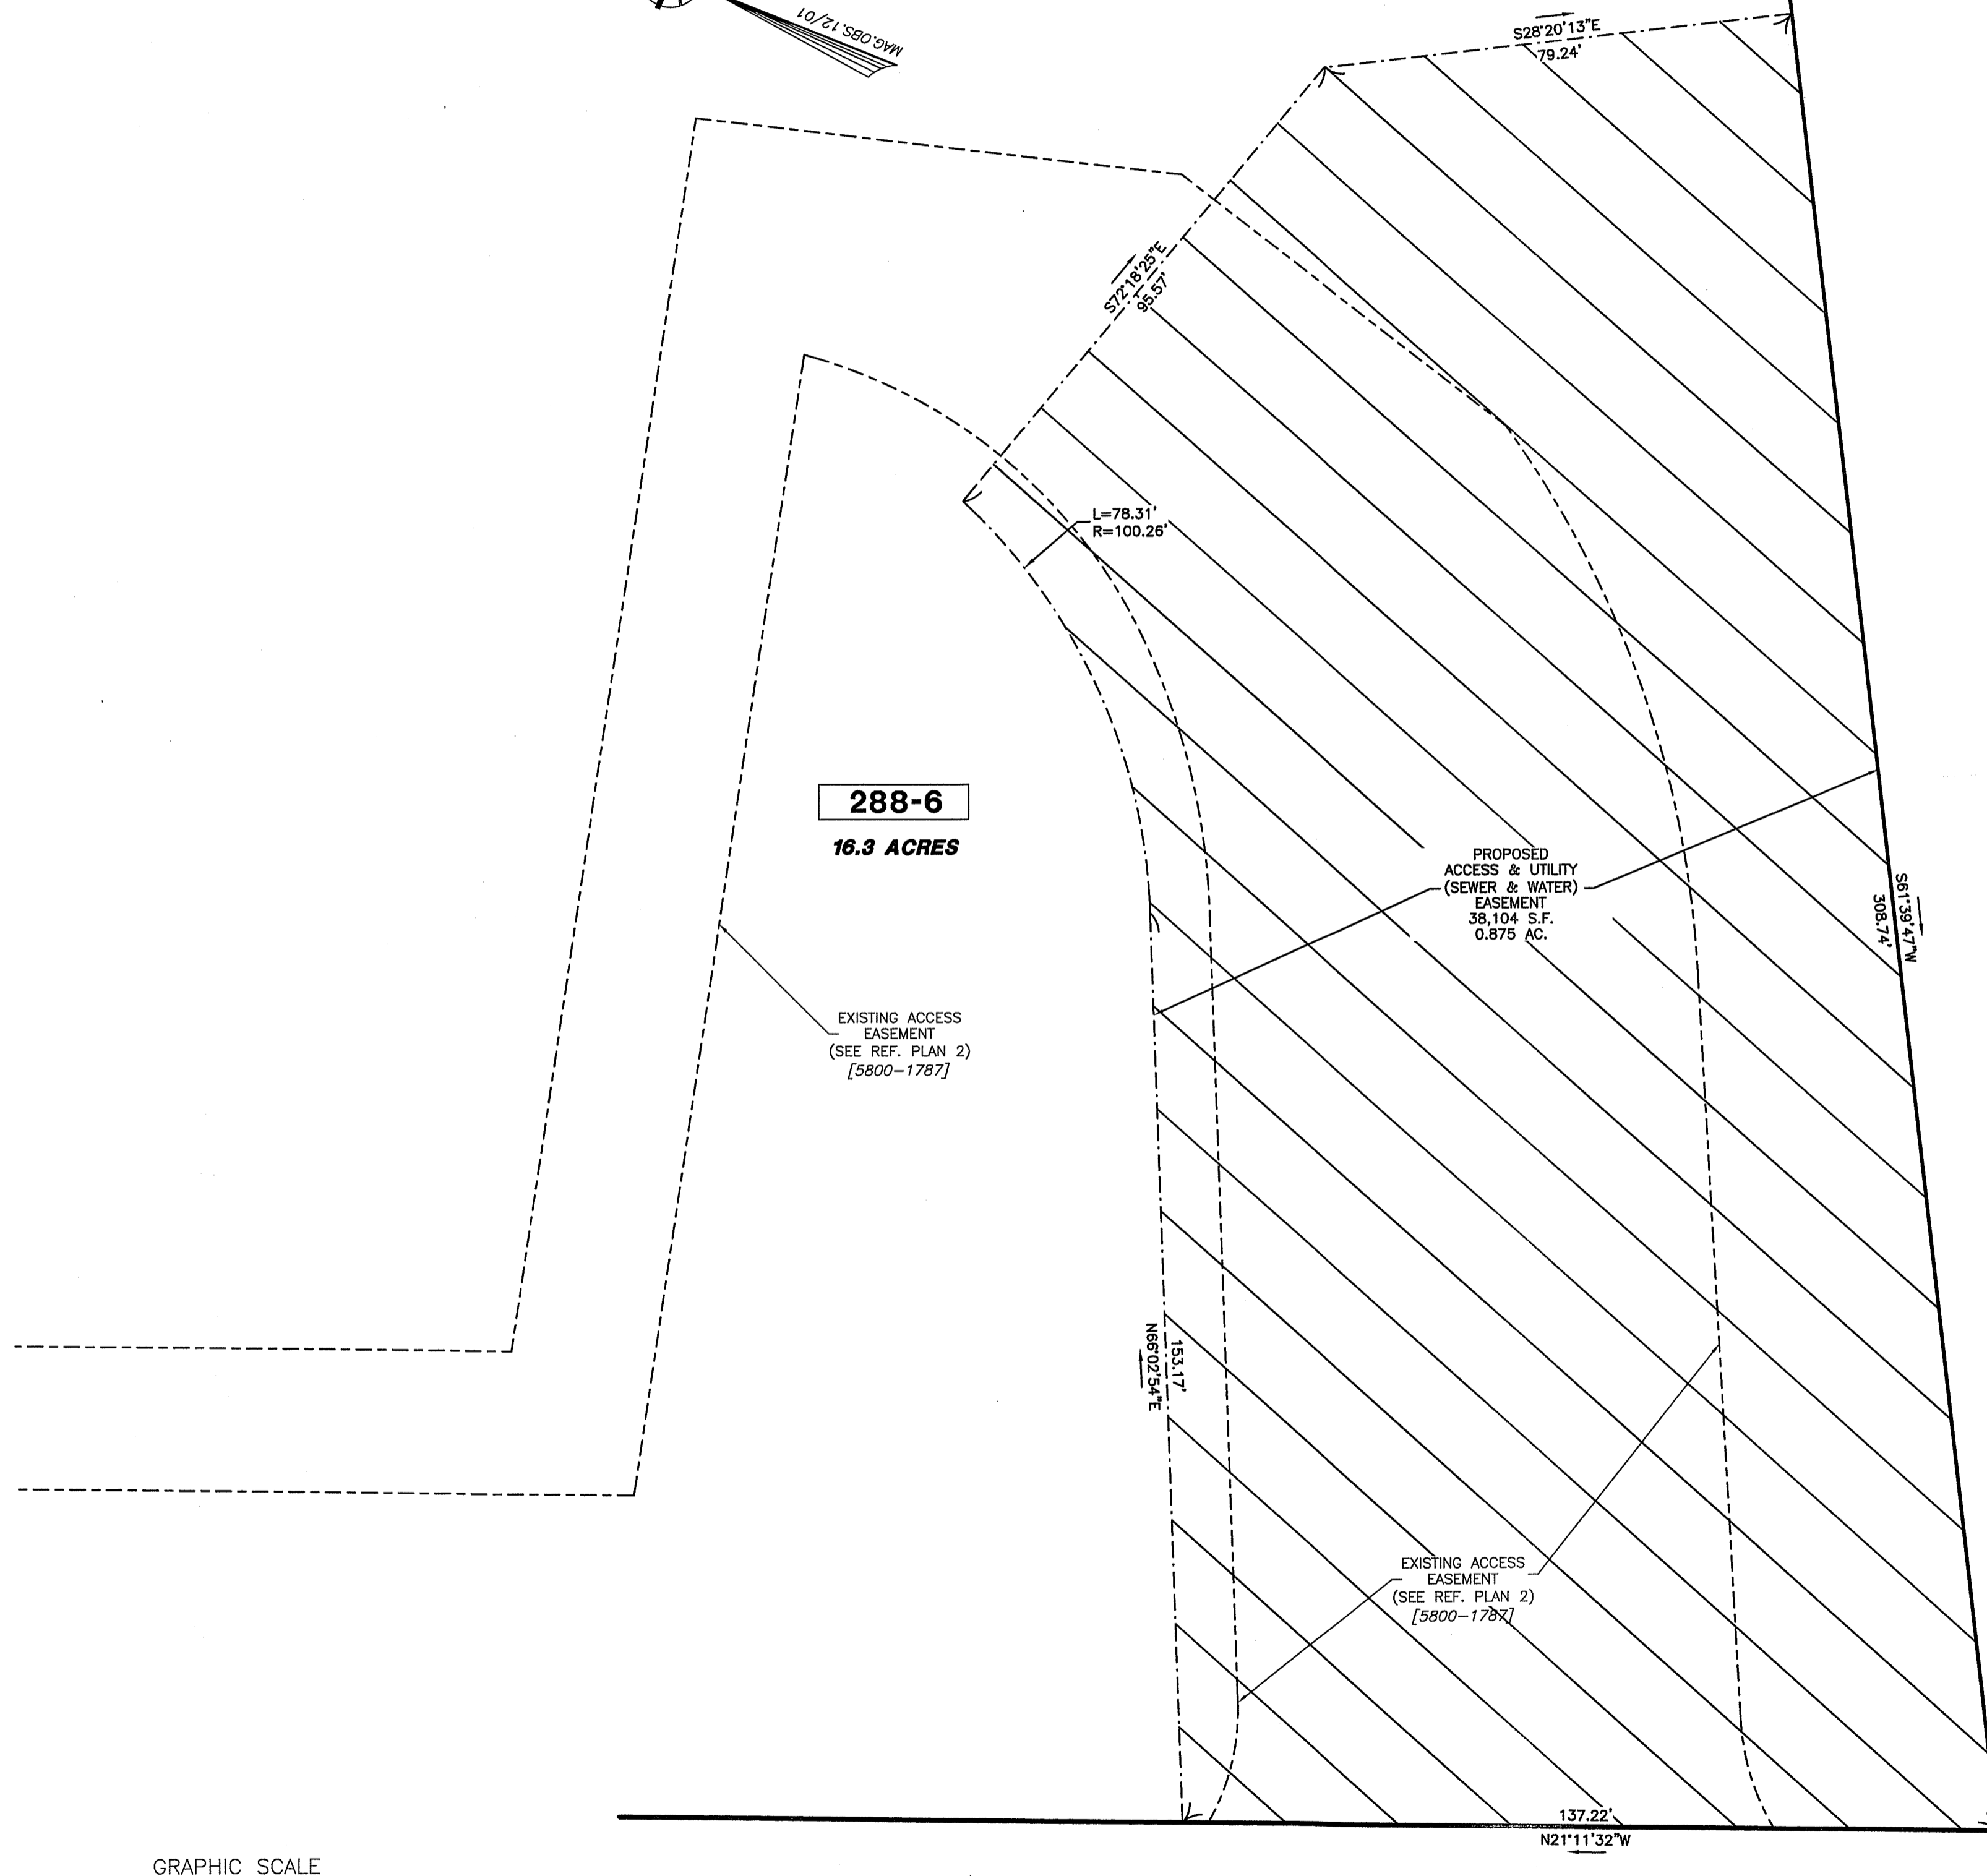 MAG.OBS.12/01
S28°20'13"E
79.24'
S72°18'25"E
95.57'
L=78.31'
R=100.26'
288-6
16.3 ACRES
PROPOSED
ACCESS & UTILITY
(SEWER & WATER)
EASEMENT
38,104 S.F.
0.875 AC.
S61°39'47"W
308.74'
EXISTING ACCESS
EASEMENT
(SEE REF. PLAN 2)
[5800-1787]
153.17'
N66°02'54"E
EXISTING ACCESS
EASEMENT
(SEE REF. PLAN 2)
[5800-1787]
137.22'
N21°11'32"W
GRAPHIC SCALE